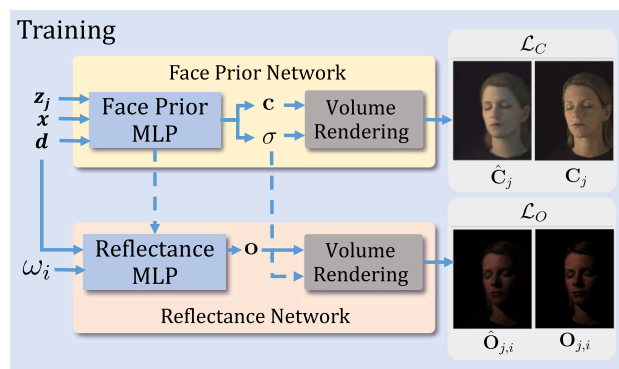 Training
Face Prior Network
z_j
x
d
Face Prior
MLP
c
σ
Volume
Rendering
𝓛_C
Ĉ_j
C_j
ω_i
Reflectance
MLP
o
Volume
Rendering
Reflectance Network
𝓛_O
Ô_{j,i}
O_{j,i}